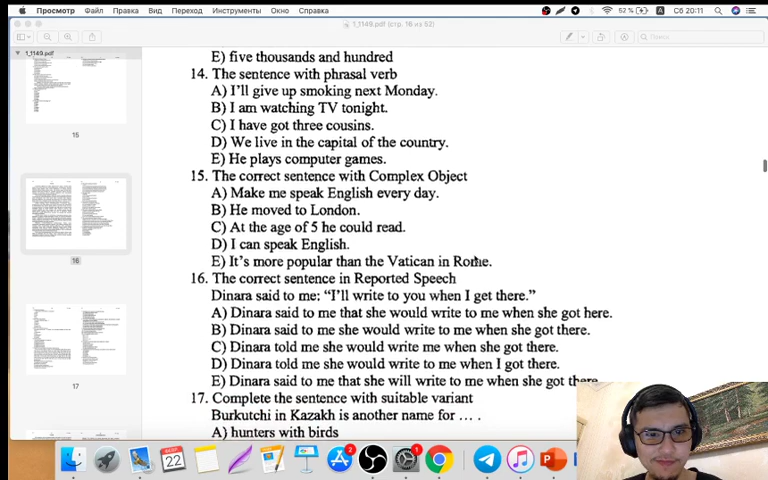 Просмотр Файл Правка Вид Переход Инструменты Окно Справка 52 % A Сб 20:11
1_1149.pdf (стр. 16 из 52)
Поиск
1_1149.pdf
15
16
17
E) five thousands and hundred
14. The sentence with phrasal verb
A) I'll give up smoking next Monday.
B) I am watching TV tonight.
C) I have got three cousins.
D) We live in the capital of the country.
E) He plays computer games.
15. The correct sentence with Complex Object
A) Make me speak English every day.
B) He moved to London.
C) At the age of 5 he could read.
D) I can speak English.
E) It's more popular than the Vatican in Rome.
16. The correct sentence in Reported Speech
Dinara said to me: “I'll write to you when I get there.”
A) Dinara said to me that she would write to me when she got here.
B) Dinara said to me she would write to me when she got there.
C) Dinara told me she would write me when she got there.
D) Dinara told me she would write to me when I got there.
E) Dinara said to me that she will write to me when she got there
17. Complete the sentence with suitable variant
Burkutchi in Kazakh is another name for … .
A) hunters with birds
22
2
1